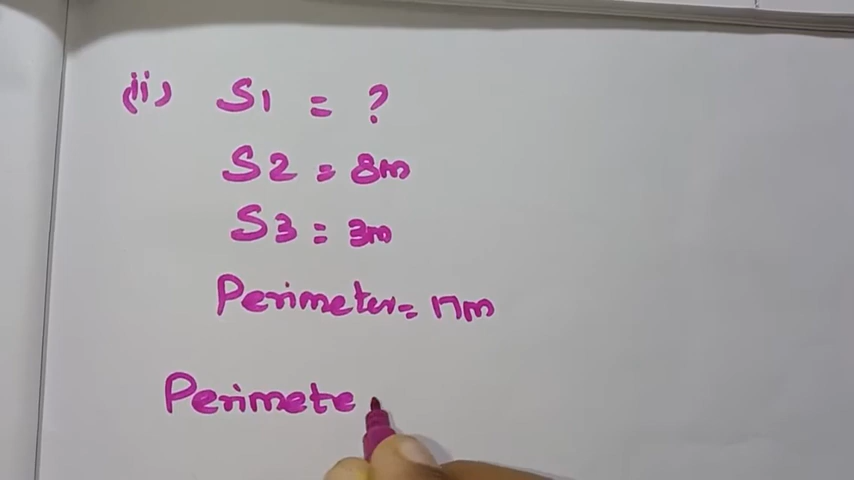 (ii) S1 = ?
S2 = 8m
S3 = 3m
Perimeter = 17m
Perimete